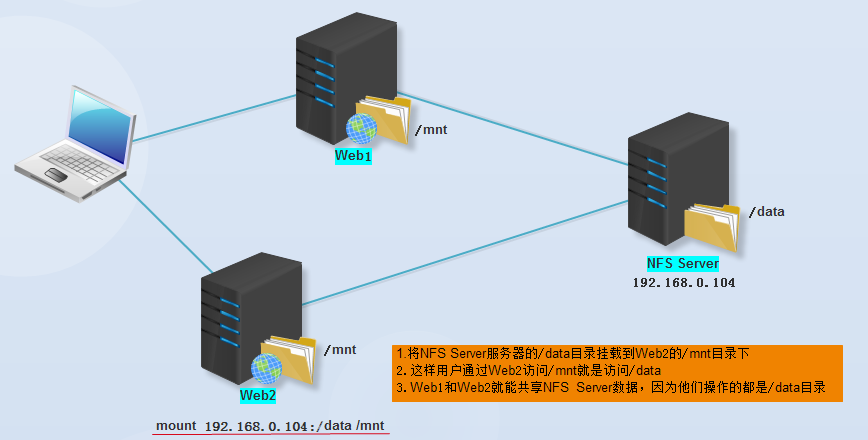 /mnt
Web1
/data
NFS Server
192.168.0.104
/mnt
Web2
1.将NFS Server服务器的/data目录挂载到Web2的/mnt目录下
2. 这样用户通过Web2访问/mnt就是访问/data
3. Web1和Web2就能共享NFS Server数据，因为他们操作的都是/data目录
mount 192.168.0.104:/data /mnt